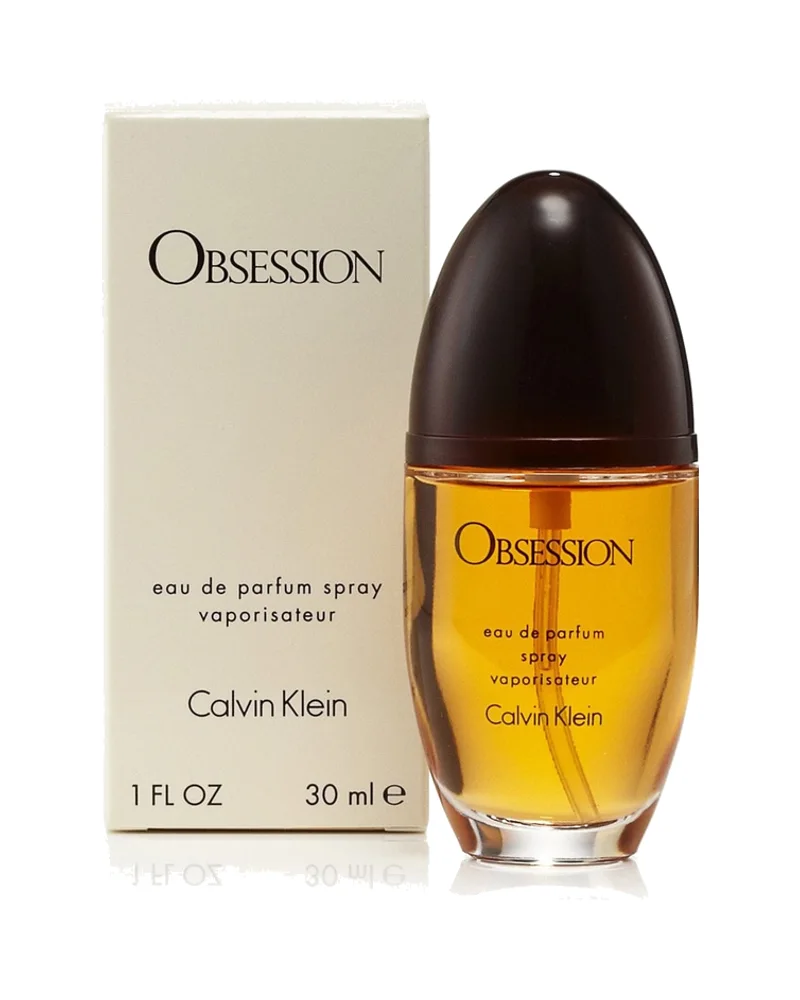 OBSESSION
eau de parfum spray
vaporisateur
Calvin Klein
1 FL OZ 30 ml ℮
OBSESSION
eau de parfum
spray
vaporisateur
Calvin Klein